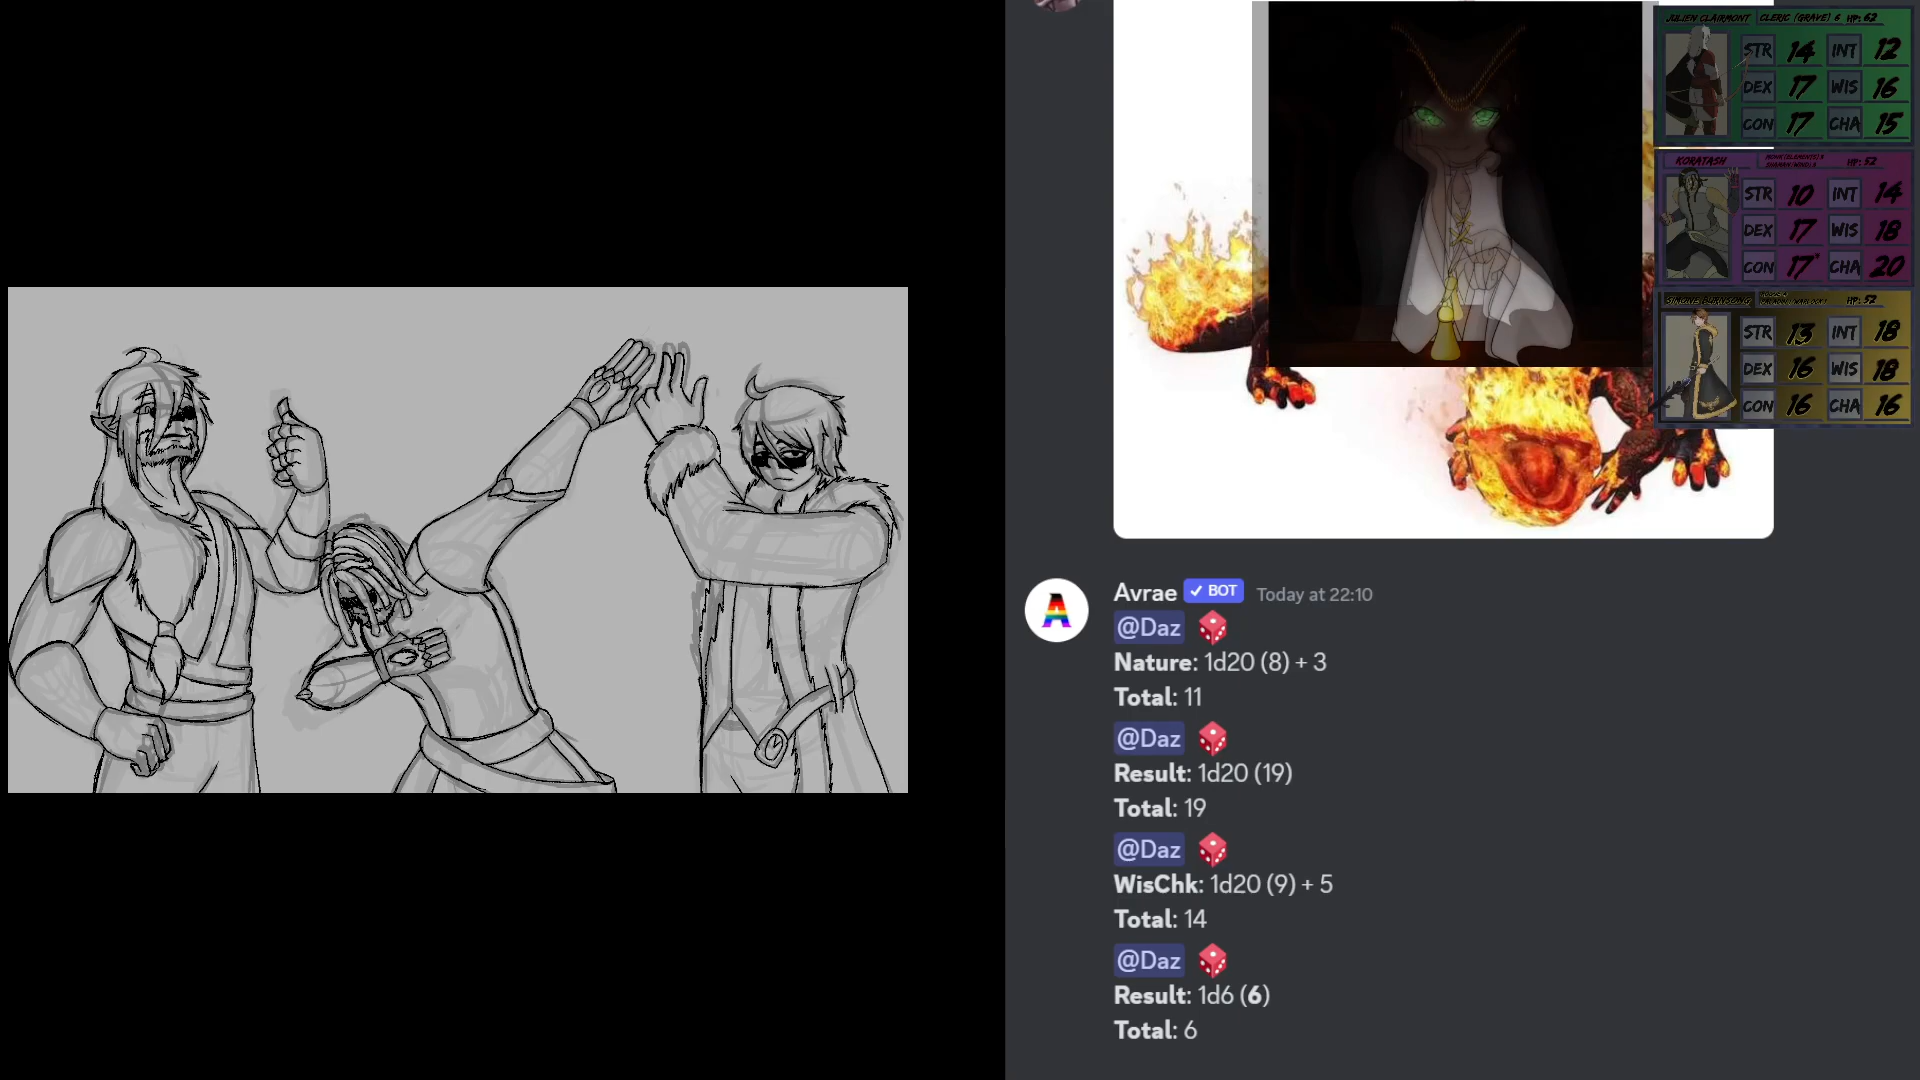 Avrae ✓ BOT Today at 22:10
@Daz
Nature: 1d20 (8) + 3
Total: 11
@Daz
Result: 1d20 (19)
Total: 19
@Daz
WisChk: 1d20 (9) + 5
Total: 14
@Daz
Result: 1d6 (6)
Total: 6
JULIEN CLAIRMONT CLERIC (GRAVE) 6 HP: 62
STR 14 INT 12
DEX 17 WIS 16
CON 17 CHA 15
KORATASH HP: 52
STR 10 INT 14
DEX 17 WIS 18
CON 17* CHA 20
SIMONE HP: 52
STR 13 INT 18
DEX 16 WIS 18
CON 16 CHA 16